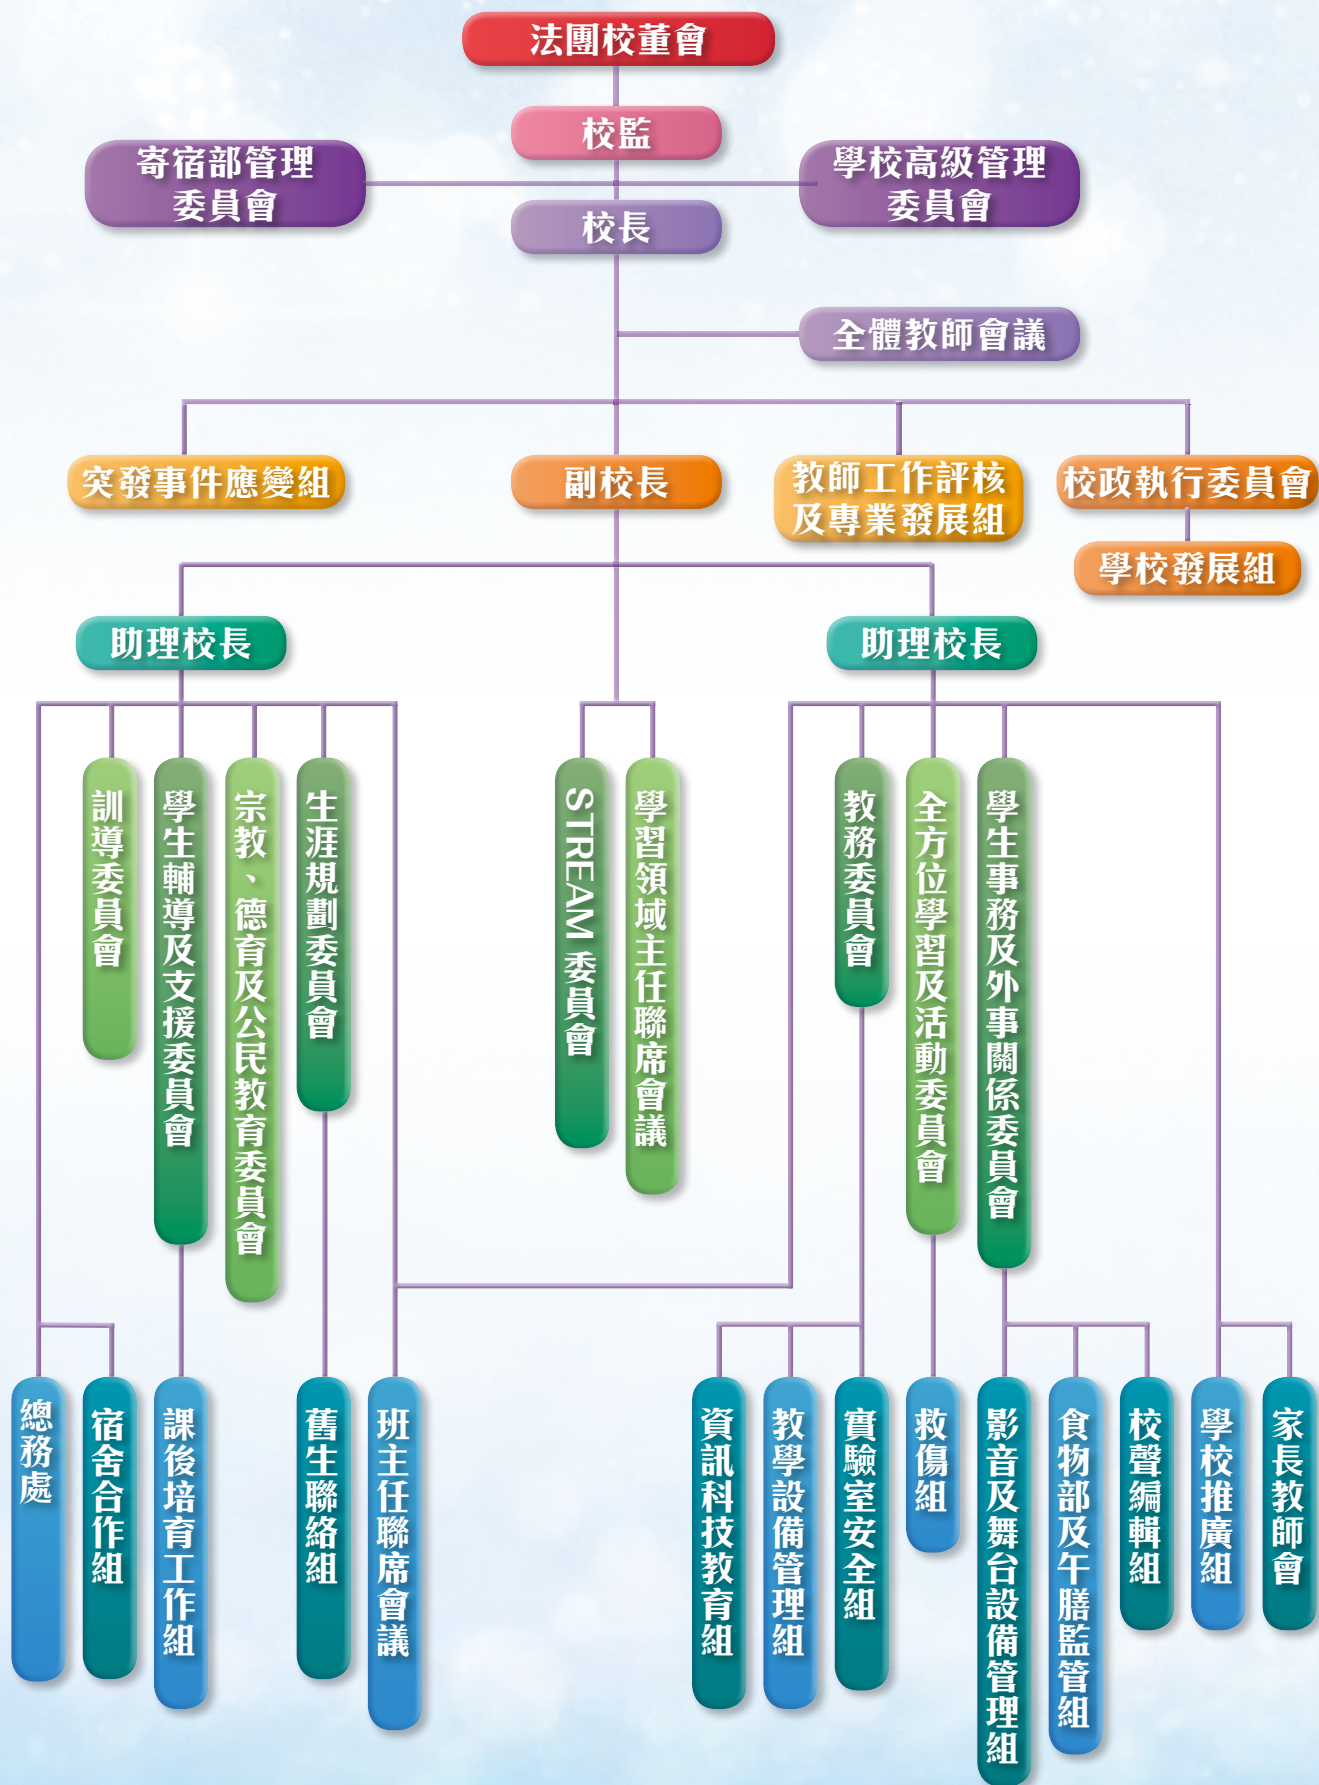 法團校董會
校監
寄宿部管理
委員會
學校高級管理
委員會
校長
全體教師會議
突發事件應變組
副校長
教師工作評核
及專業發展組
校政執行委員會
學校發展組
助理校長
助理校長
訓導委員會
學生輔導及支援委員會
宗教、德育及公民教育委員會
生涯規劃委員會
STREAM 委員會
學習領域主任聯席會議
教務委員會
全方位學習及活動委員會
學生事務及外事關係委員會
總務處
宿舍合作組
課後培育工作組
舊生聯絡組
班主任聯席會議
資訊科技教育組
教學設備管理組
實驗室安全組
救傷組
影音及舞台設備管理組
食物部及午膳監管組
校聲編輯組
學校推廣組
家長教師會